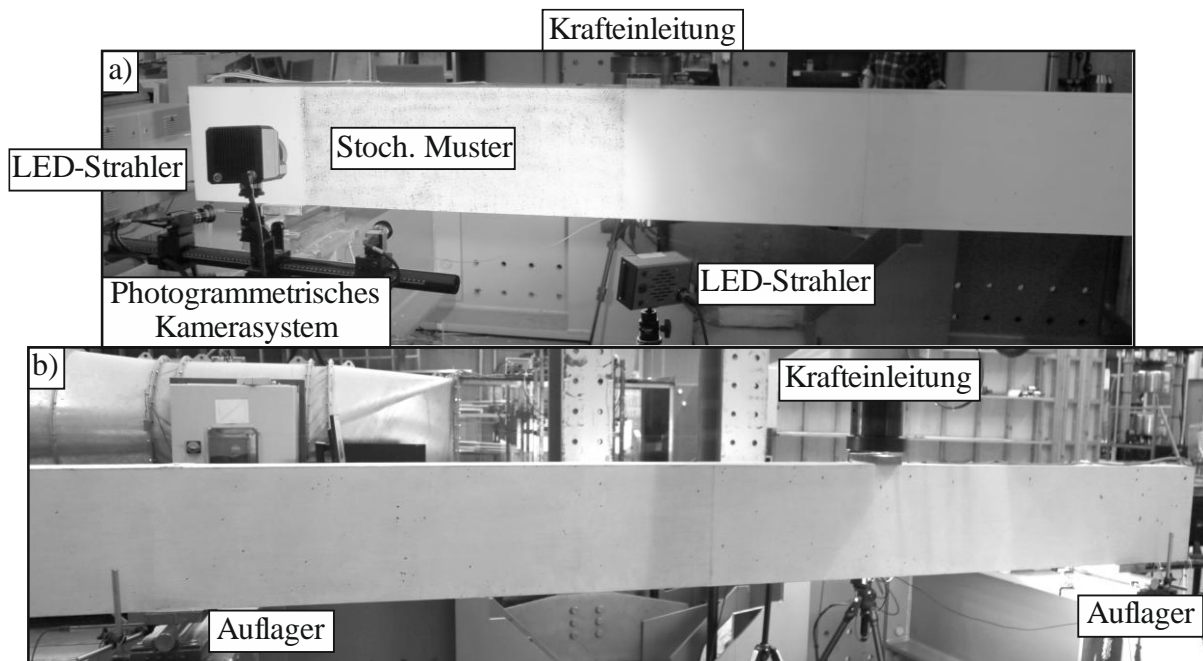 Krafteinleitung
a)
Stoch. Muster
LED-Strahler
LED-Strahler
Photogrammetrisches
Kamerasystem
b)
Krafteinleitung
Auflager
Auflager